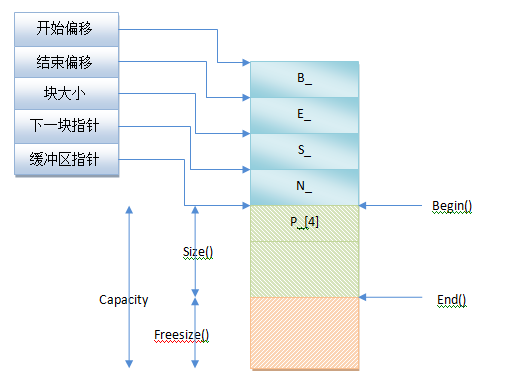 开始偏移
结束偏移
块大小
下一块指针
缓冲区指针
B_
E_
S_
N_
P_[4]
Begin()
Size()
Capacity
End()
Freesize()